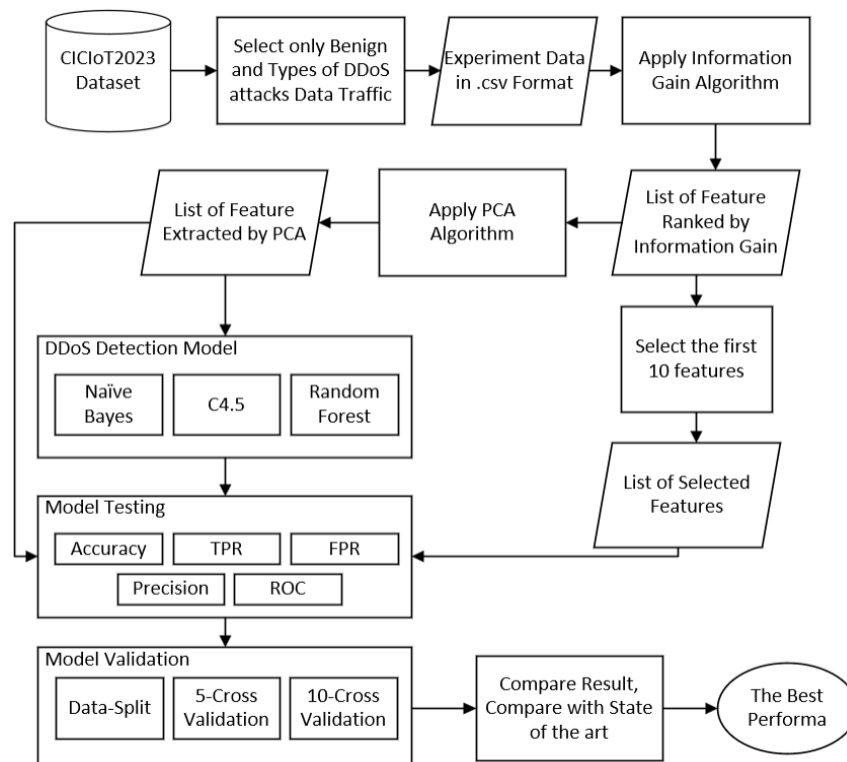 CICIoT2023
Dataset
Select only Benign
and Types of DDoS
attacks Data Traffic
Experiment Data
in .csv Format
Apply Information
Gain Algorithm
List of Feature
Ranked by
Information Gain
Apply PCA
Algorithm
List of Feature
Extracted by PCA
Select the first
10 features
List of Selected
Features
DDoS Detection Model
Naïve
Bayes
C4.5
Random
Forest
Model Testing
Accuracy
TPR
FPR
Precision
ROC
Model Validation
Data-Split
5-Cross
Validation
10-Cross
Validation
Compare Result,
Compare with State
of the art
The Best
Performa